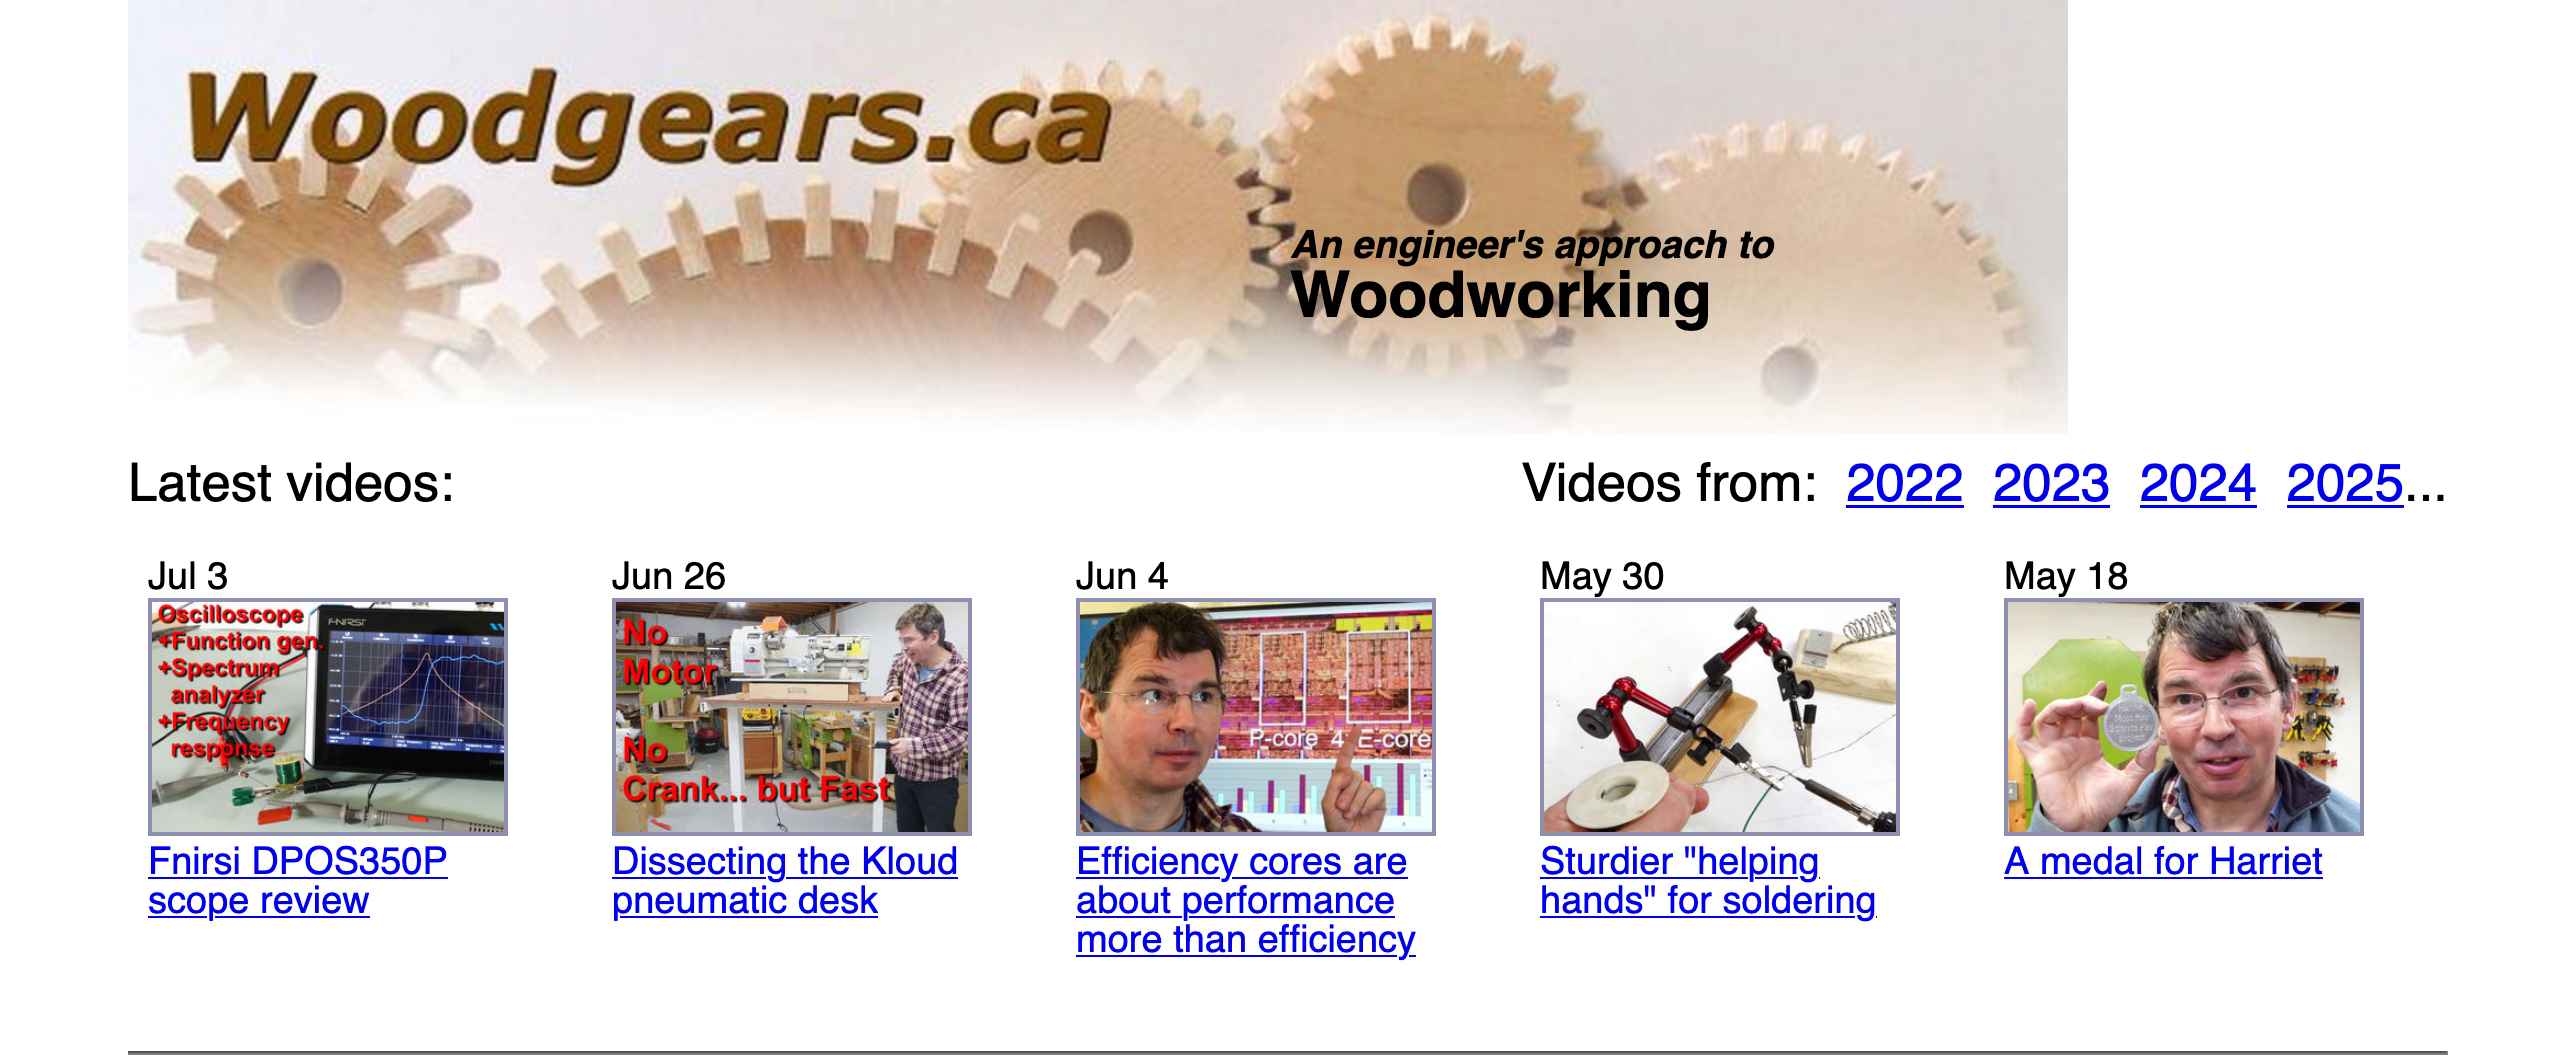 Woodgears.ca
An engineer's approach to
Woodworking
Latest videos:
Videos from: 2022 2023 2024 2025...
Jul 3
Oscilloscope
+Function gen.
+Spectrum
analyzer
+Frequency
response
FNIRSI
Fnirsi DPOS350P
scope review
Jun 26
No
Motor
No
Crank... but Fast
Dissecting the Kloud
pneumatic desk
Jun 4
P-core 4 E-core
Efficiency cores are
about performance
more than efficiency
May 30
Sturdier "helping
hands" for soldering
May 18
A medal for Harriet